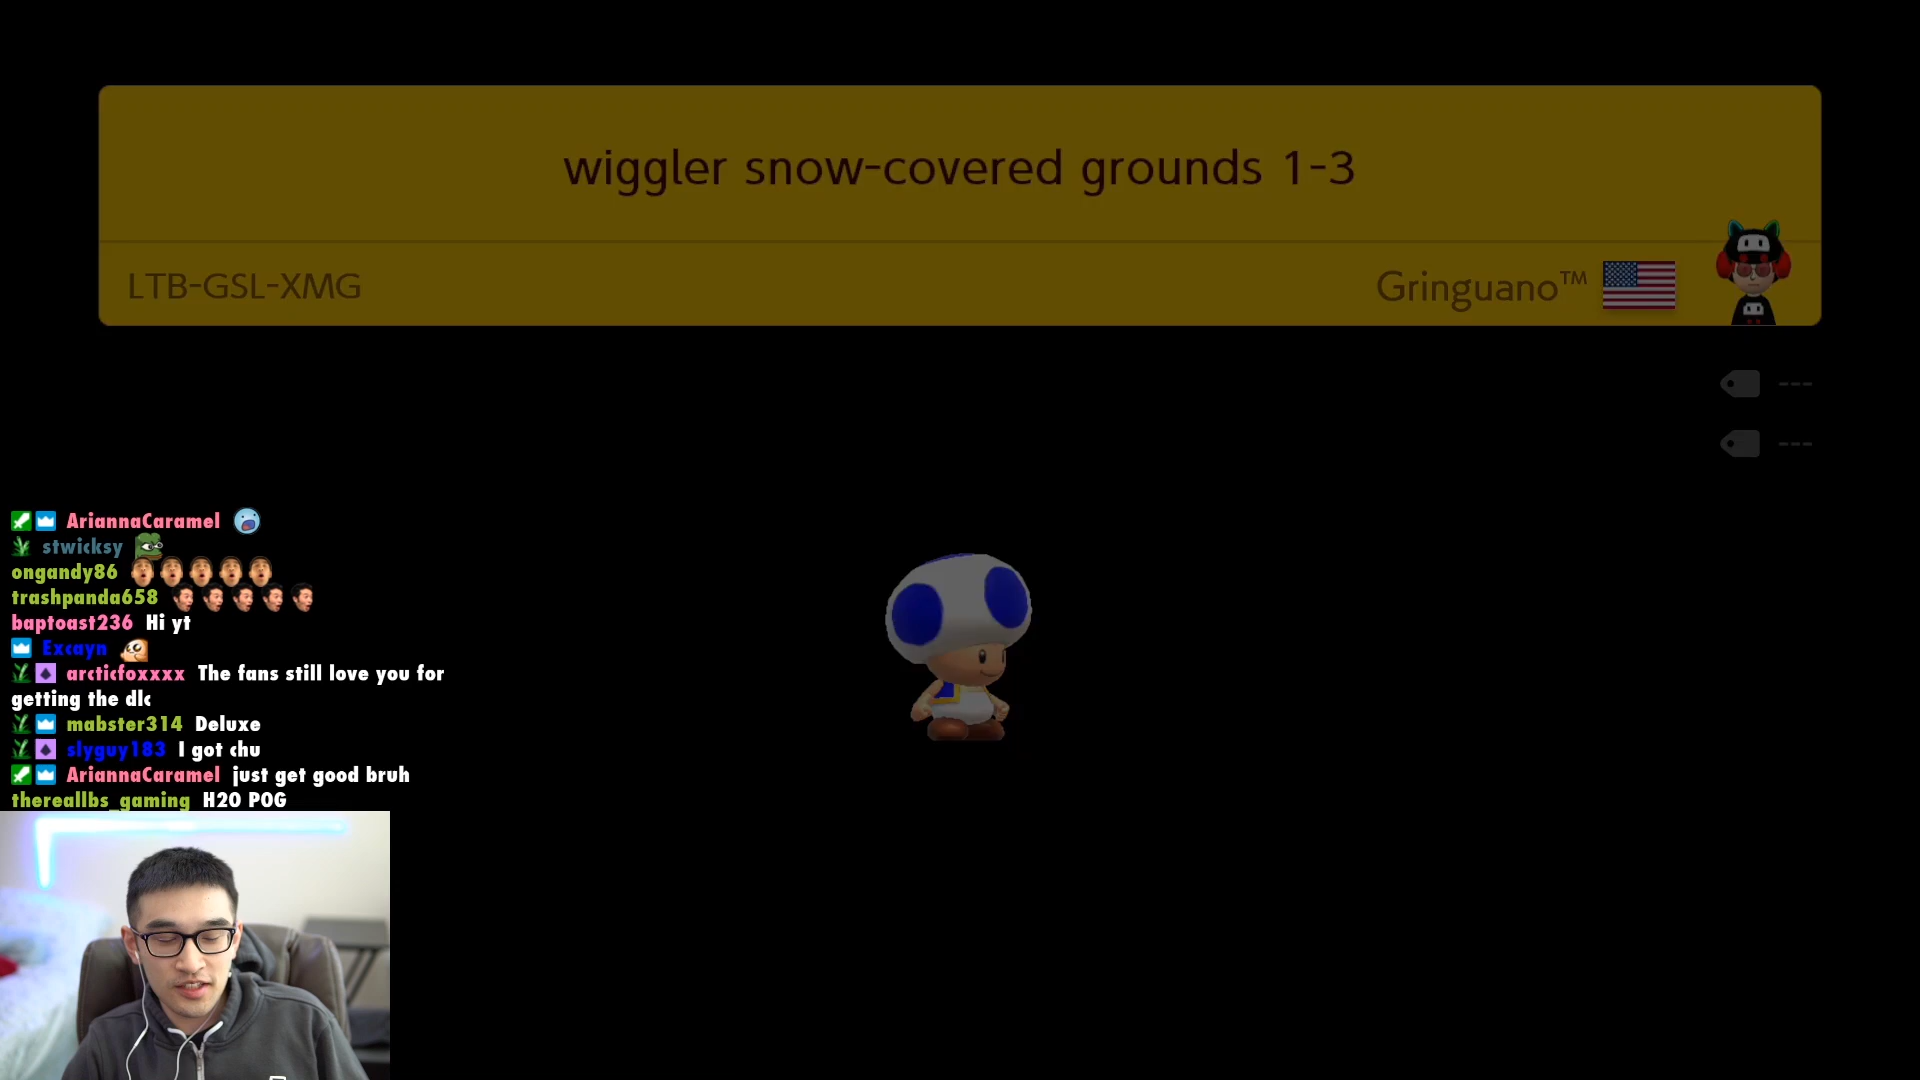 wiggler snow-covered grounds 1-3
LTB-GSL-XMG
Gringuano™
---
---
AriannaCaramel
stwicksy
ongandy86
trashpanda658
baptoast236 Hi yt
Excayn
arcticfoxxxx The fans still love you for
getting the dlc
mabster314 Deluxe
slyguy183 I got chu
AriannaCaramel just get good bruh
thereallbs_gaming H20 POG